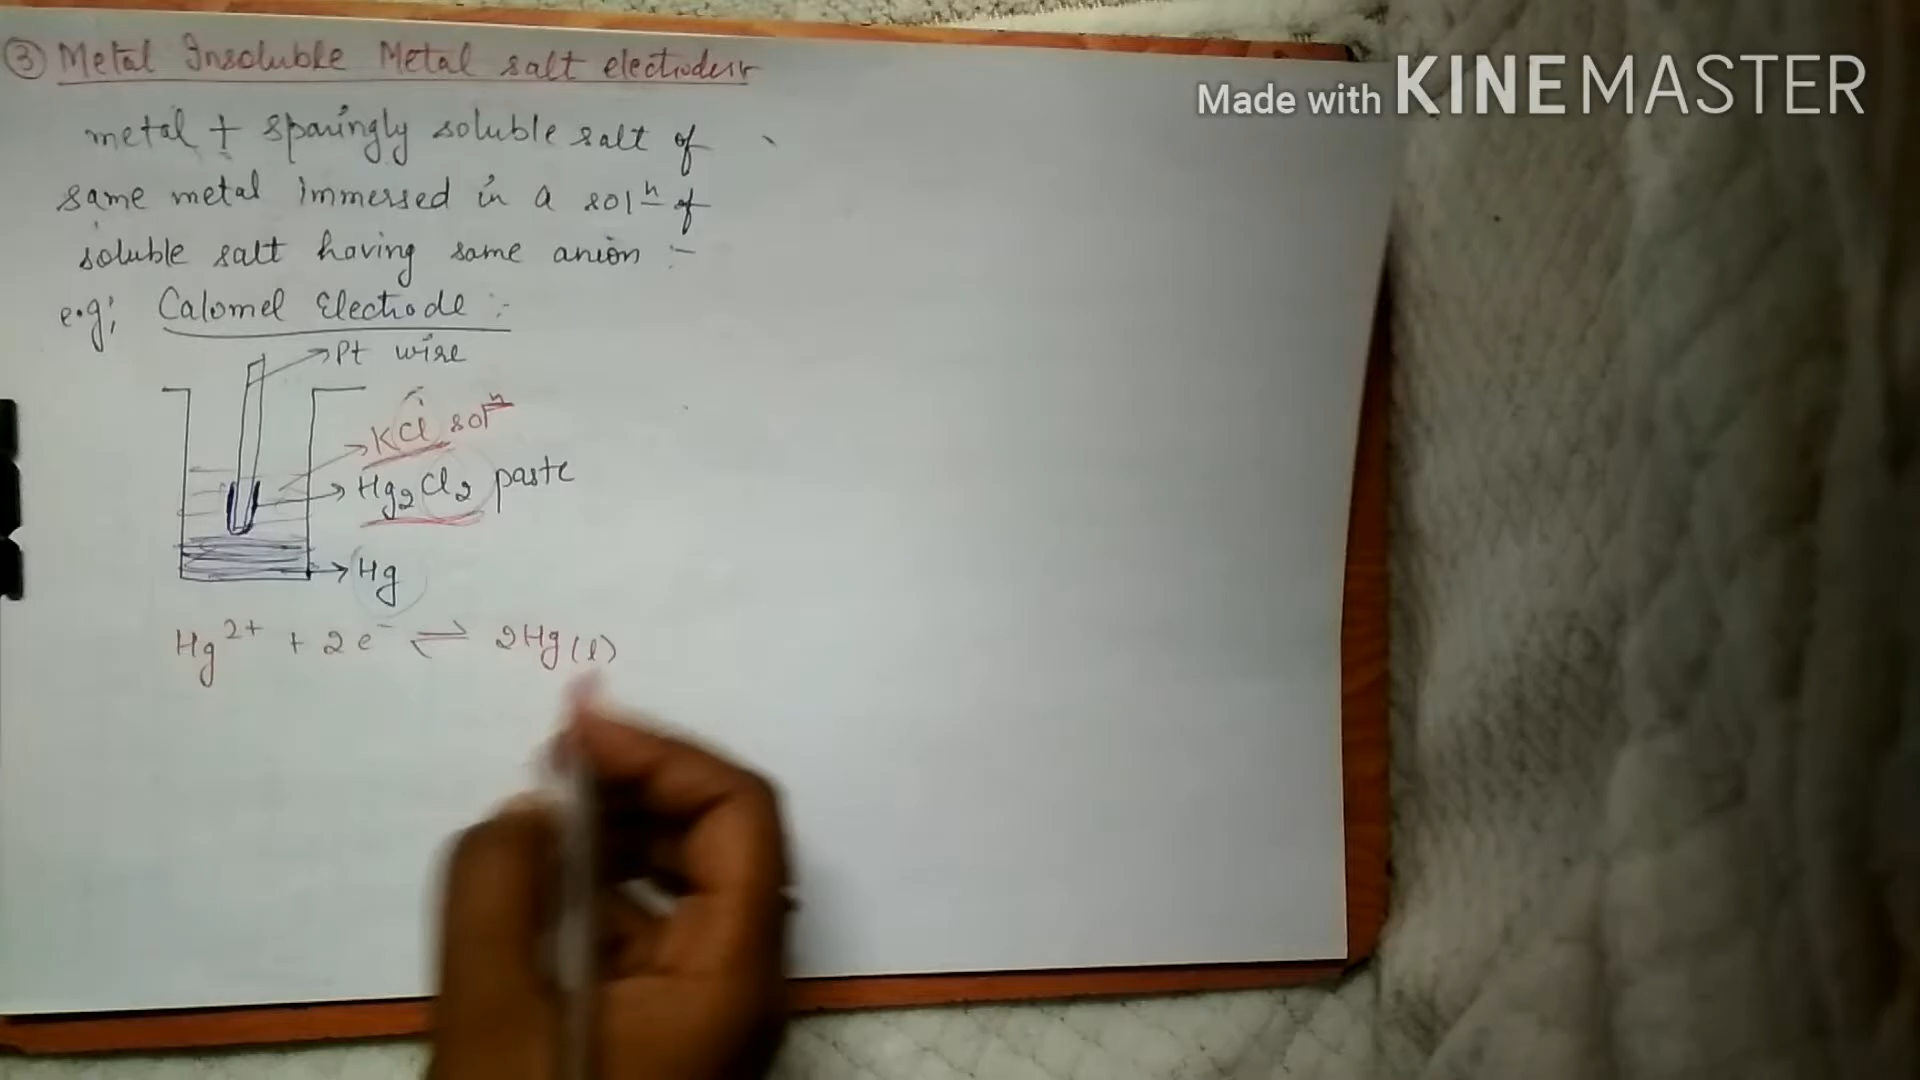 ③ Metal Insoluble Metal salt electrodes
Made with KINEMASTER
metal + sparingly soluble salt of
same metal immersed in a solⁿ of
soluble salt having same anion :-
e.g; Calomel Electrode :-
Pt wire
KCl solⁿ
Hg₂Cl₂ paste
Hg
Hg²⁺ + 2e⁻ ⇌ 2Hg(l)